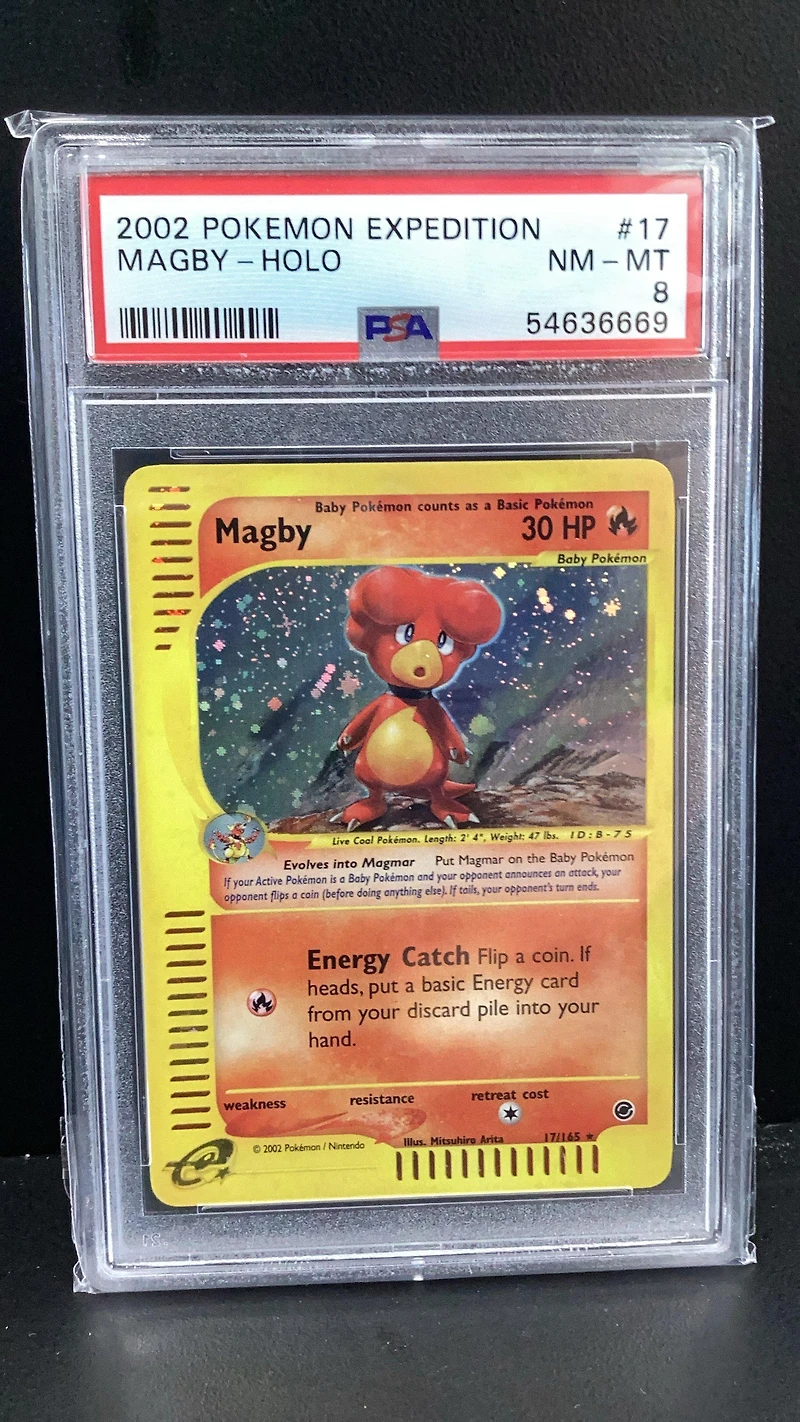 2002 POKEMON EXPEDITION #17
MAGBY - HOLO NM - MT
8
PSA 54636669
Baby Pokémon counts as a Basic Pokémon
Magby 30 HP
Baby Pokémon
Live Coal Pokémon. Length: 2' 4", Weight: 47 lbs. ID: B - 75
Evolves into Magmar Put Magmar on the Baby Pokémon
If your Active Pokémon is a Baby Pokémon and your opponent announces an attack, your
opponent flips a coin (before doing anything else). If tails, your opponent's turn ends.
Energy Catch Flip a coin. If
heads, put a basic Energy card
from your discard pile into your
hand.
weakness resistance retreat cost
Illus. Mitsuhiro Arita 17/165 ★
e © 2002 Pokémon / Nintendo